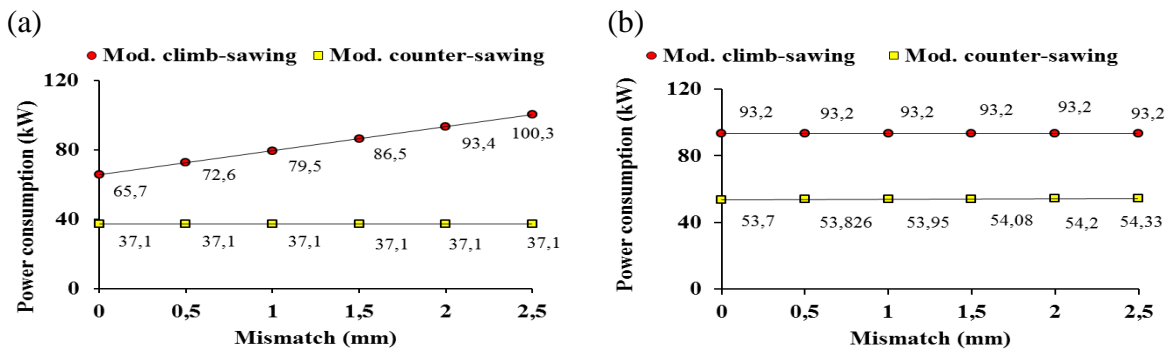 (a)
Mod. climb-sawing Mod. counter-sawing
Power consumption (kW)
120
80
40
0
65,7 72,6 79,5 86,5 93,4 100,3
37,1 37,1 37,1 37,1 37,1 37,1
0 0,5 1 1,5 2 2,5
Mismatch (mm)
(b)
Mod. climb-sawing Mod. counter-sawing
Power consumption (kW)
120
80
40
0
93,2 93,2 93,2 93,2 93,2 93,2
53,7 53,826 53,95 54,08 54,2 54,33
0 0,5 1 1,5 2 2,5
Mismatch (mm)